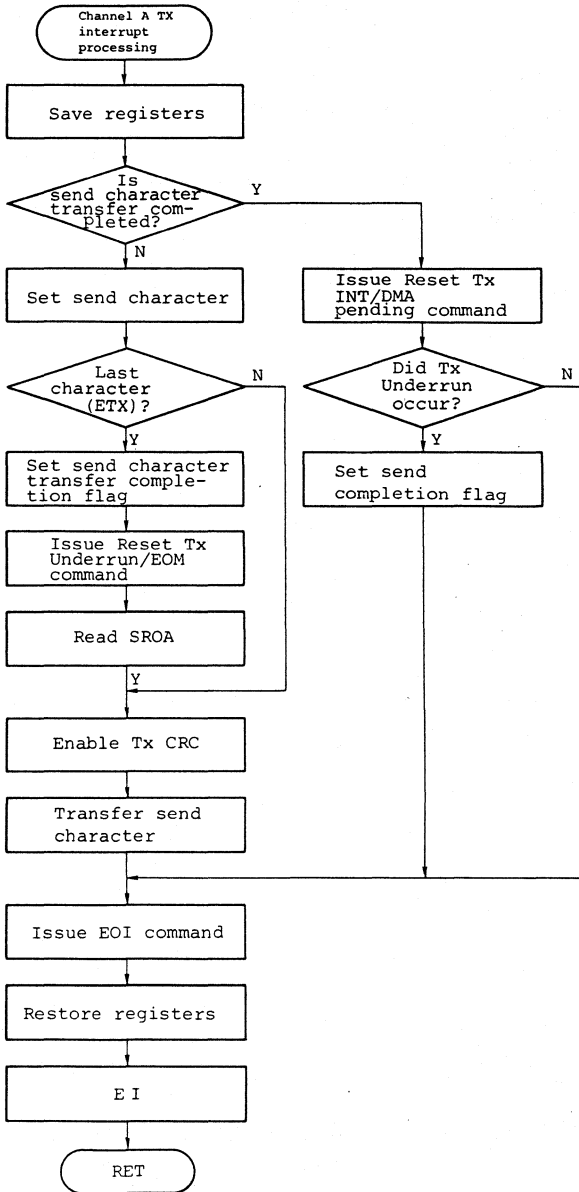 Channel A TX
interrupt
processing
Save registers
Is
send character
transfer com-
pleted?
Y
N
Set send character
Issue Reset Tx
INT/DMA
pending command
Last
character
(ETX)?
N
Y
Did Tx
Underrun
occur?
N
Y
Set send character
transfer comple-
tion flag
Set send
completion flag
Issue Reset Tx
Underrun/EOM
command
Read SROA
Y
Enable Tx CRC
Transfer send
character
Issue EOI command
Restore registers
EI
RET